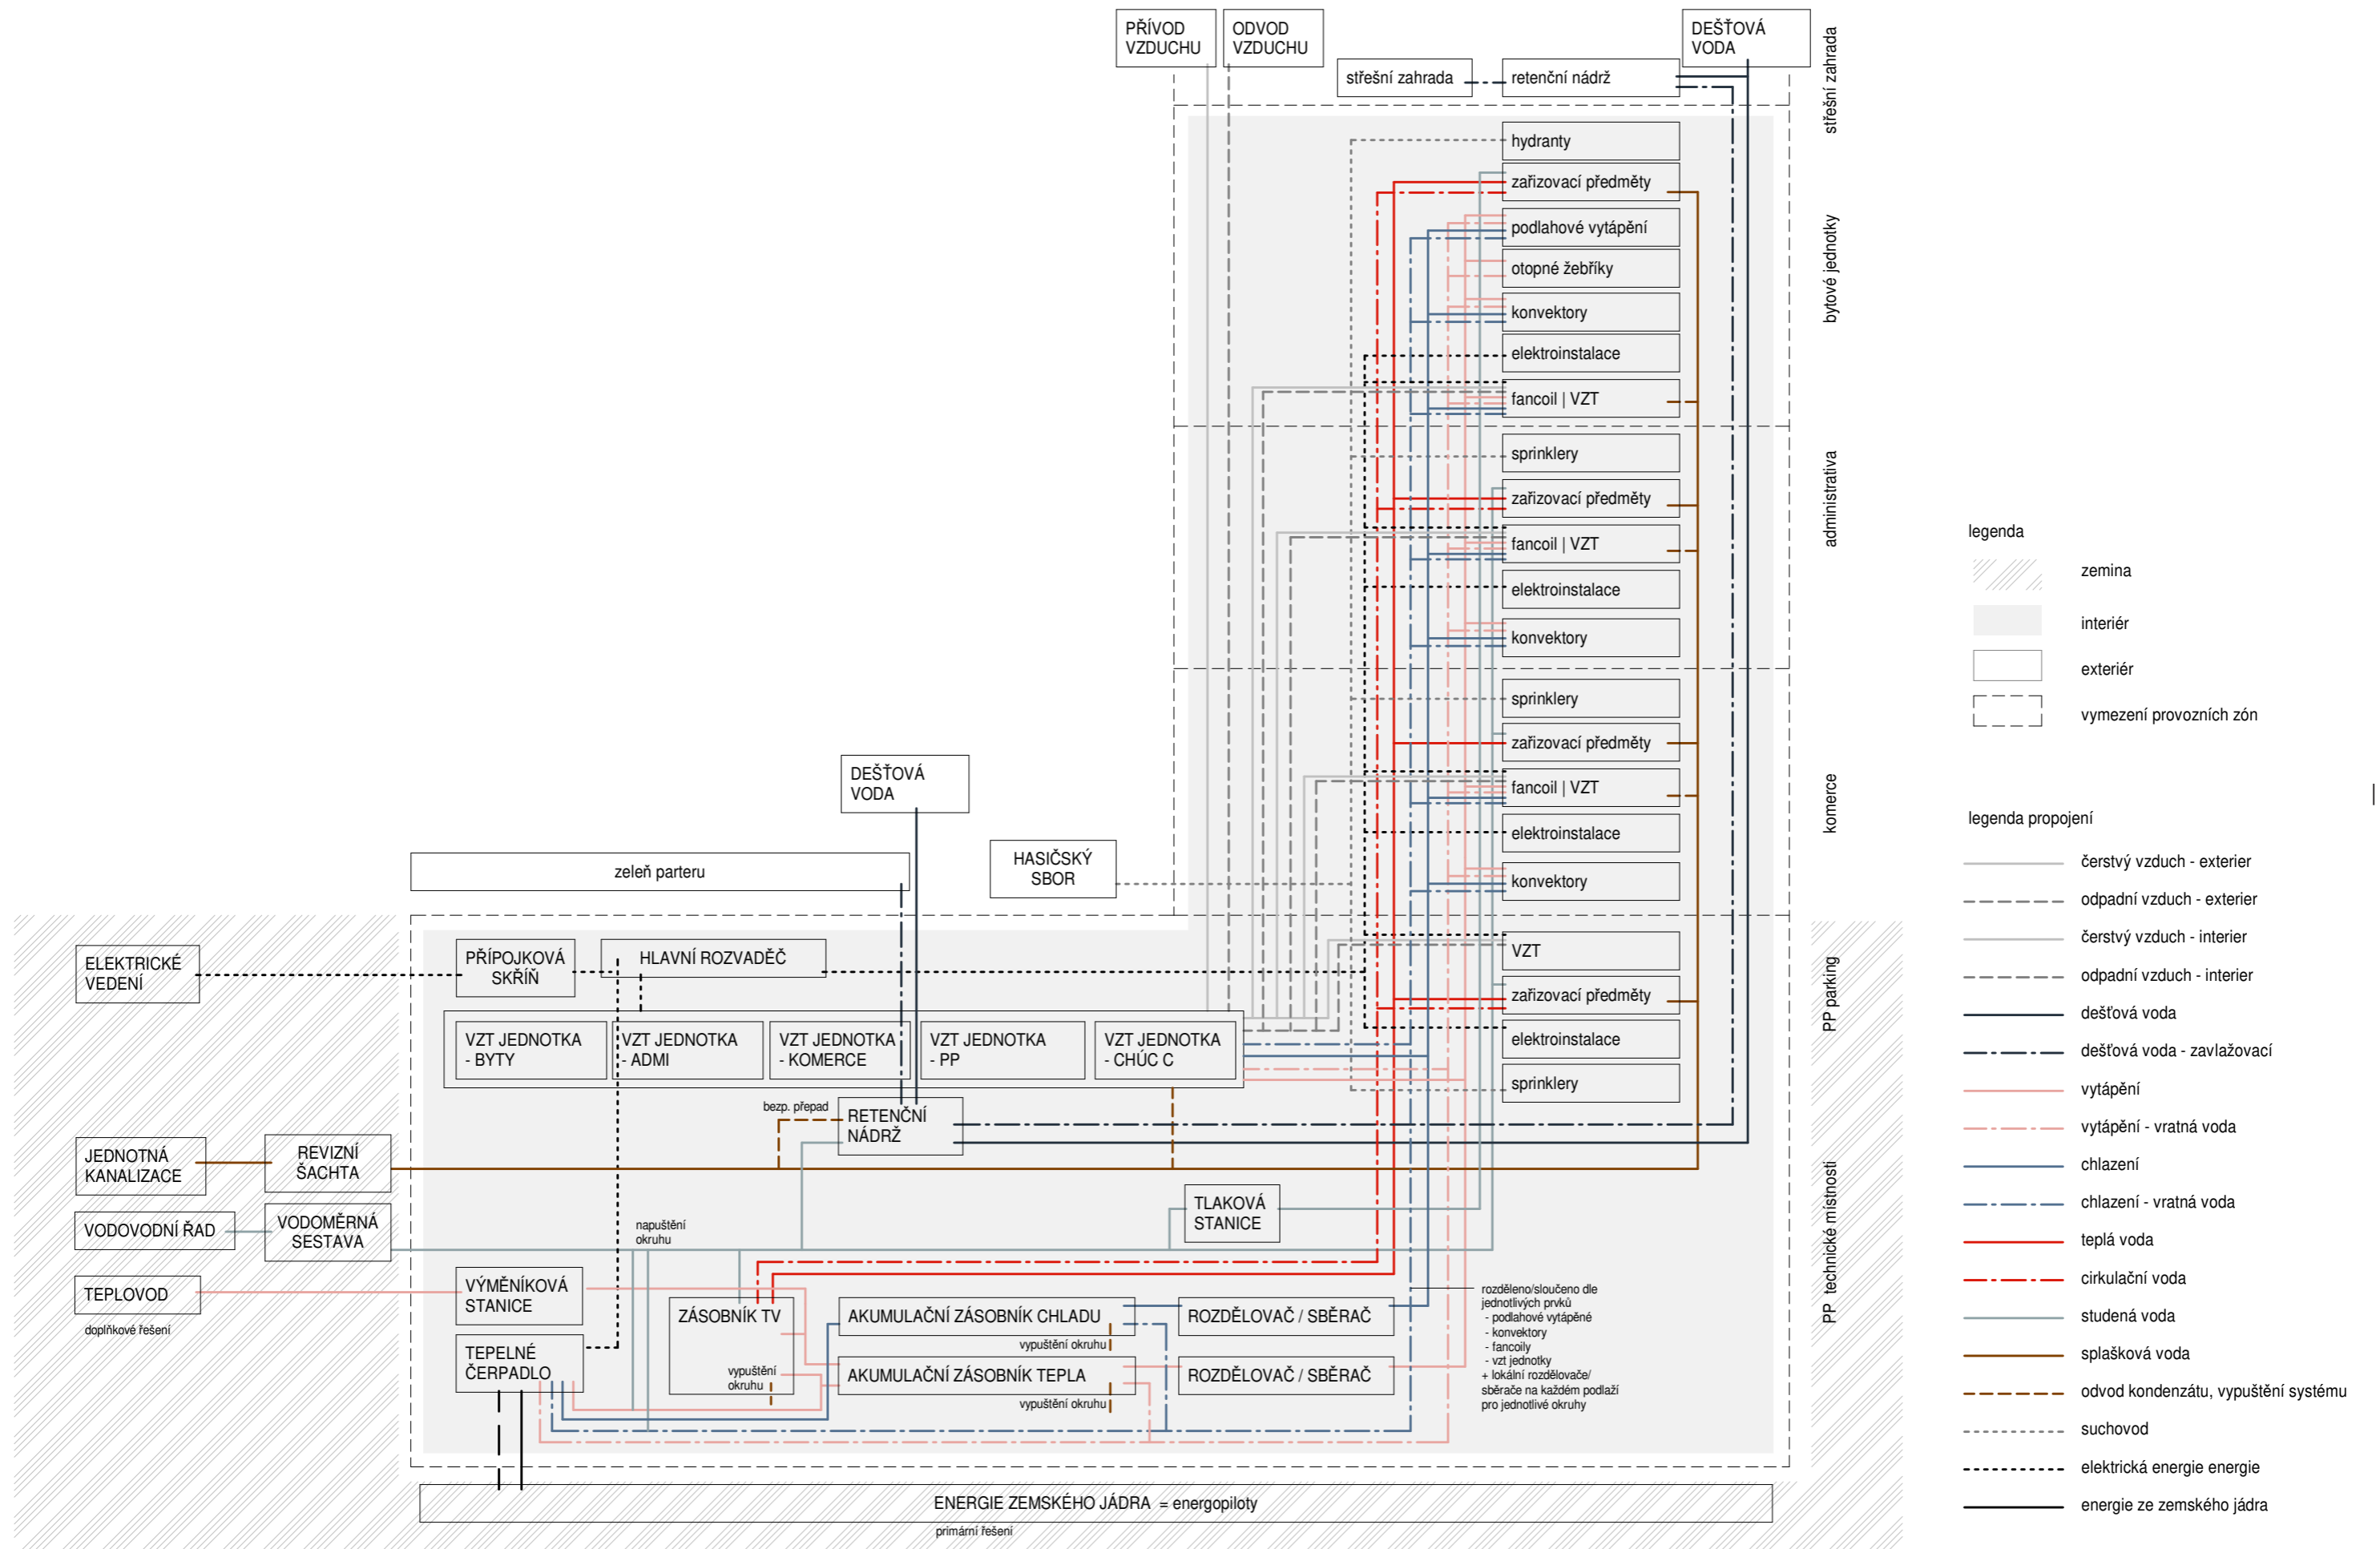 PŘÍVOD
VZDUCHU
ODVOD
VZDUCHU
DEŠŤOVÁ
VODA
střešní zahrada
retenční nádrž
střešní zahrada
hydranty
zařizovací předměty
podlahové vytápění
otopné žebříky
konvektory
elektroinstalace
fancoil | VZT
bytové jednotky
sprinklery
zařizovací předměty
fancoil | VZT
elektroinstalace
konvektory
administrativa
sprinklery
zařizovací předměty
fancoil | VZT
elektroinstalace
konvektory
komerce
DEŠŤOVÁ
VODA
zeleň parteru
HASIČSKÝ
SBOR
ELEKTRICKÉ
VEDENÍ
PŘÍPOJKOVÁ
SKŘÍŇ
HLAVNÍ ROZVADĚČ
VZT
zařizovací předměty
elektroinstalace
sprinklery
PP parking
VZT JEDNOTKA
- BYTY
VZT JEDNOTKA
- ADMI
VZT JEDNOTKA
- KOMERCE
VZT JEDNOTKA
- PP
VZT JEDNOTKA
- CHÚC C
bezp. přepad
RETENČNÍ
NÁDRŽ
JEDNOTNÁ
KANALIZACE
REVIZNÍ
ŠACHTA
VODOVODNÍ ŘAD
VODOMĚRNÁ
SESTAVA
napuštění
okruhu
TLAKOVÁ
STANICE
PP technické místnosti
TEPLOVOD
doplňkové řešení
VÝMĚNÍKOVÁ
STANICE
TEPELNÉ
ČERPADLO
ZÁSOBNÍK TV
vypuštění
okruhu
AKUMULAČNÍ ZÁSOBNÍK CHLADU
vypuštění okruhu
ROZDĚLOVAČ / SBĚRAČ
AKUMULAČNÍ ZÁSOBNÍK TEPLA
vypuštění okruhu
ROZDĚLOVAČ / SBĚRAČ
rozděleno/sloučeno dle
jednotlivých prvků
- podlahové vytápěné
- konvektory
- fancoily
- vzt jednotky
+ lokální rozdělovače/
sběrače na každém podlaží
pro jednotlivé okruhy
ENERGIE ZEMSKÉHO JÁDRA = energopiloty
primární řešení
legenda
zemina
interiér
exteriér
vymezení provozních zón
legenda propojení
čerstvý vzduch - exterier
odpadní vzduch - exterier
čerstvý vzduch - interier
odpadní vzduch - interier
dešťová voda
dešťová voda - zavlažovací
vytápění
vytápění - vratná voda
chlazení
chlazení - vratná voda
teplá voda
cirkulační voda
studená voda
splašková voda
odvod kondenzátu, vypuštění systému
suchovod
elektrická energie energie
energie ze zemského jádra